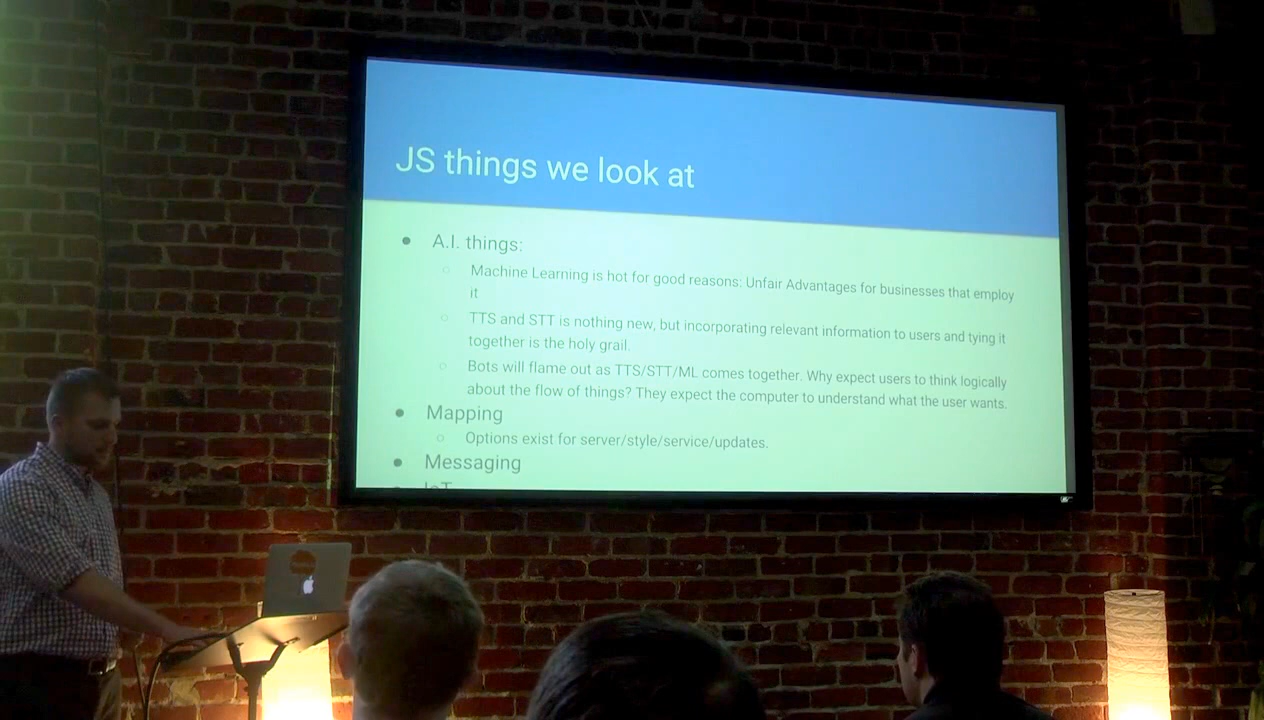 JS things we look at
A.I. things:
Machine Learning is hot for good reasons: Unfair Advantages for businesses that employ
it
TTS and STT is nothing new, but incorporating relevant information to users and tying it
together is the holy grail.
Bots will flame out as TTS/STT/ML comes together. Why expect users to think logically
about the flow of things? They expect the computer to understand what the user wants.
Mapping
Options exist for server/style/service/updates.
Messaging
IoT